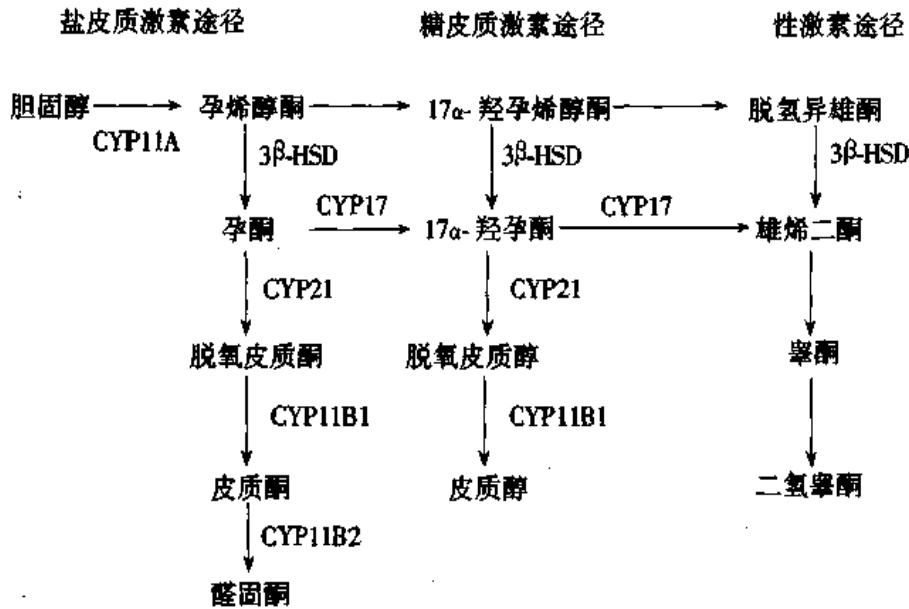 盐皮质激素途径 糖皮质激素途径 性激素途径
胆固醇 孕烯醇酮 17α-羟孕烯醇酮 脱氢异雄酮
CYP11A 3β-HSD 3β-HSD 3β-HSD
CYP17 CYP17
孕酮 17α-羟孕酮 雄烯二酮
CYP21 CYP21
脱氧皮质酮 脱氧皮质醇 睾酮
CYP11B1 CYP11B1
皮质酮 皮质醇 二氢睾酮
CYP11B2
醛固酮